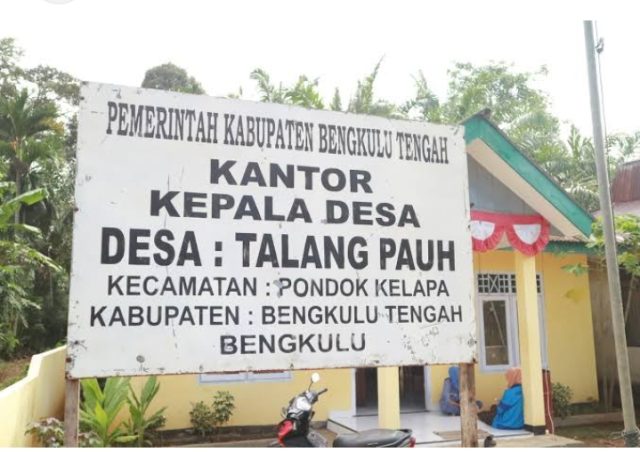 PEMERINTAH KABUPATEN BENGKULU TENGAH
KANTOR
KEPALA DESA
DESA : TALANG PAUH
KECAMATAN : PONDOK KELAPA
KABUPATEN : BENGKULU TENGAH
BENGKULU